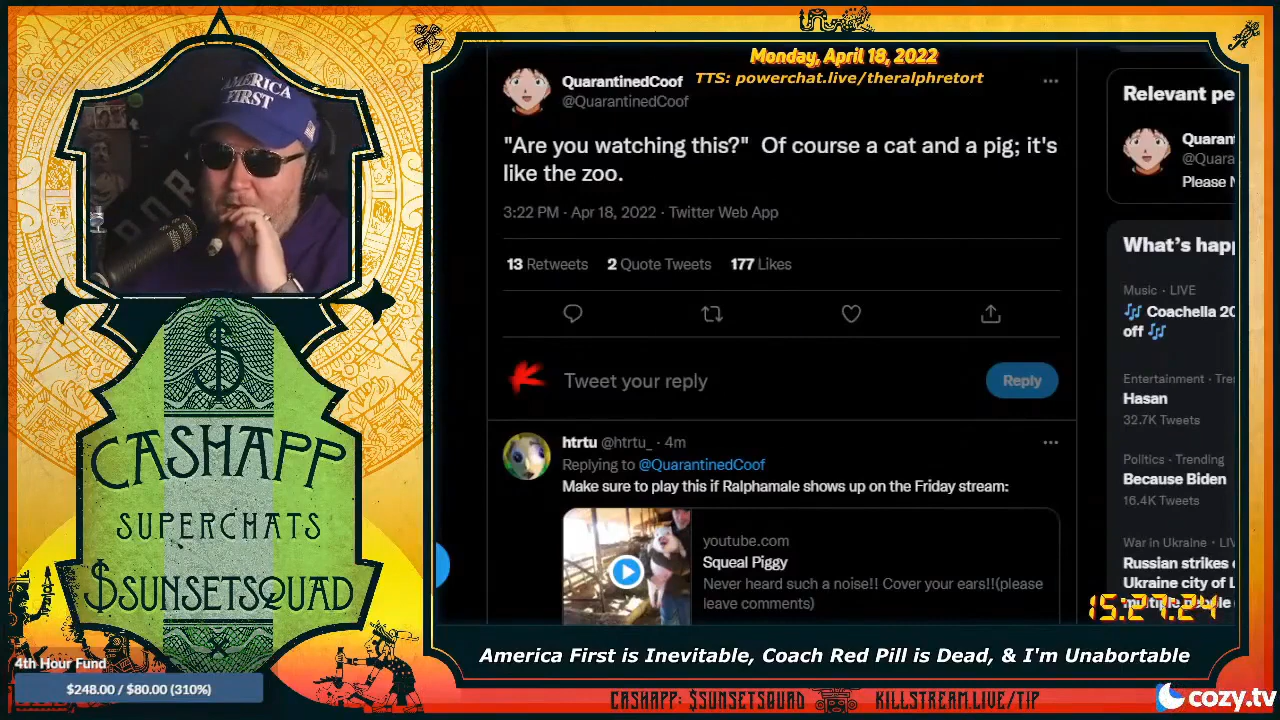 AMERICA
FIRST
Monday, April 18, 2022
TTS: powerchat.live/theralphretort
QuarantinedCoof
@QuarantinedCoof
"Are you watching this?" Of course a cat and a pig; it's
like the zoo.
3:22 PM · Apr 18, 2022 · Twitter Web App
13 Retweets 2 Quote Tweets 177 Likes
Tweet your reply
Reply
htrtu @htrtu_ · 4m
Replying to @QuarantinedCoof
Make sure to play this if Ralphamale shows up on the Friday stream:
youtube.com
Squeal Piggy
Never heard such a noise!! Cover your ears!!(please
leave comments)
Relevant pe
Quaran
@Quara
Please
What's happ
Music · LIVE
Coachella 20
off
Entertainment · Tre
Hasan
32.7K Tweets
Politics · Trending
Because Biden
16.4K Tweets
War in Ukraine · LIV
Russian strikes
Ukraine city of L
multiple people
15:27:24
$
CASHAPP
SUPERCHATS
$SUNSETSQUAD
4th Hour Fund
$248.00 / $80.00 (310%)
America First is Inevitable, Coach Red Pill is Dead, & I'm Unabortable
CASHAPP: $SUNSETSQUAD
KILLSTREAM.LIVE/TIP
cozy.tv